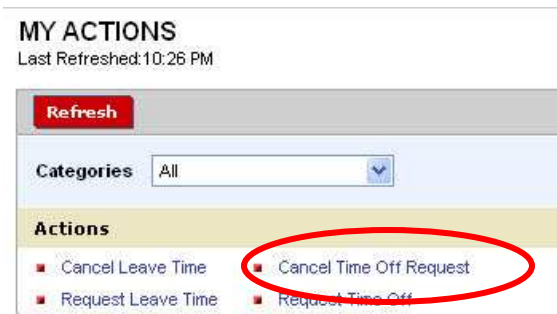 MY ACTIONS
Last Refreshed:10:26 PM
Refresh
Categories All
Actions
Cancel Leave Time Cancel Time Off Request
Request Leave Time Request Time Off